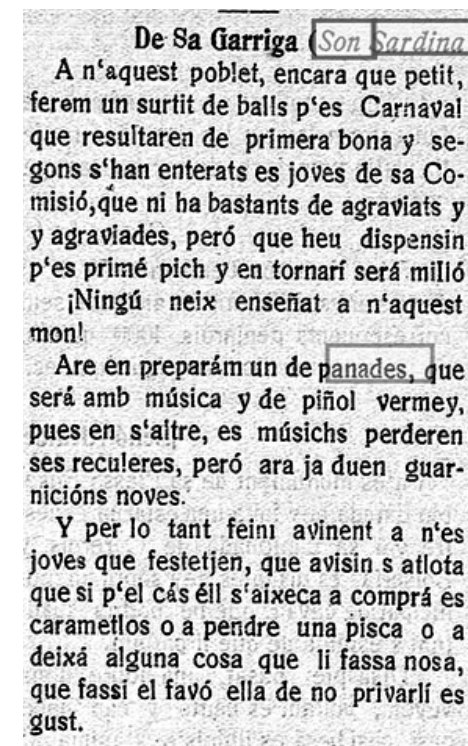 De Sa Garriga (Son Sardina
A n'aquest poblet, encara que petit,
ferem un surtit de balls p'es Carnaval
que resultaren de primera bona y se-
gons s'han enterats es joves de sa Co-
misió,que ni ha bastants de agraviats y
y agraviades, peró que heu dispensin
p'es primé pich y en tornarí será milló
¡Ningú neix enseñat a n'aquest
mon!
Are en preparám un de panades, que
será amb música y de piñol vermey,
pues en s'altre, es músichs perderen
ses reculeres, peró ara ja duen guar-
nicións noves.
Y per lo tant feim avinent a n'es
joves que festetjen, que avisin s atlota
que si p'el cás éll s'aixeca a comprá es
caramellos o a pendre una pisca o a
deixá alguna cosa que li fassa nosa,
que fassi el favó ella de no privarlí es
gust.